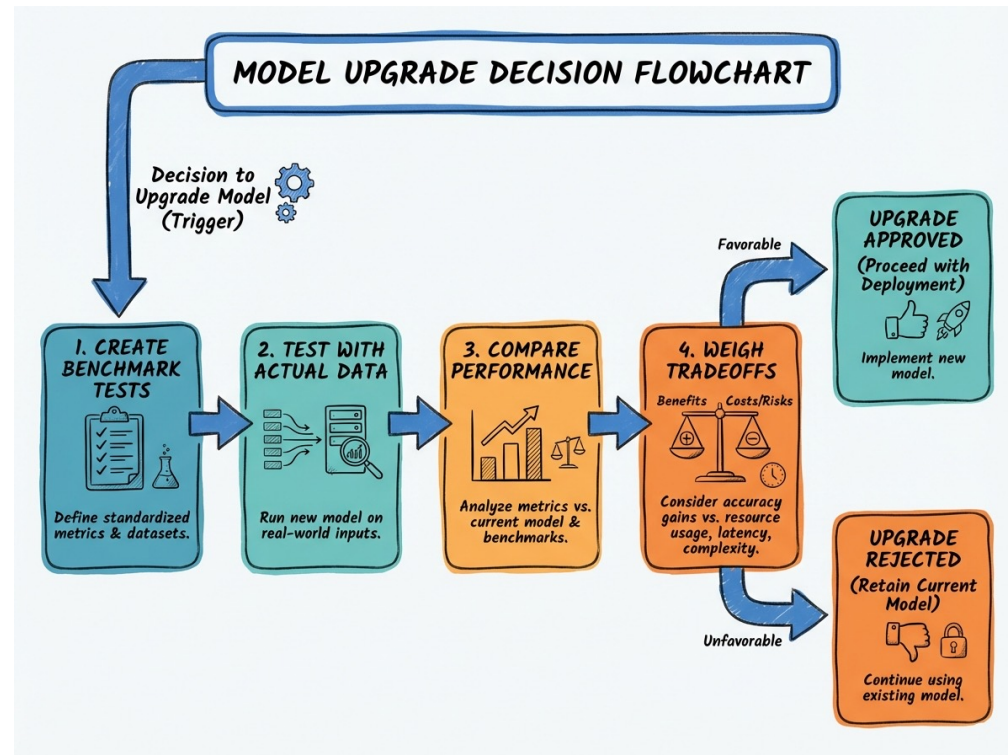 MODEL UPGRADE DECISION FLOWCHART
Decision to
Upgrade Model
(Trigger)
1. CREATE
BENCHMARK
TESTS
Define standardized
metrics & datasets.
2. TEST WITH
ACTUAL DATA
Run new model on
real-world inputs.
3. COMPARE
PERFORMANCE
Analyze metrics vs.
current model &
benchmarks.
4. WEIGH
TRADEOFFS
Benefits Costs/Risks
Consider accuracy
gains vs. resource
usage, latency,
complexity.
Favorable
UPGRADE
APPROVED
(Proceed with
Deployment)
Implement new
model.
Unfavorable
UPGRADE
REJECTED
(Retain Current
Model)
Continue using
existing model.